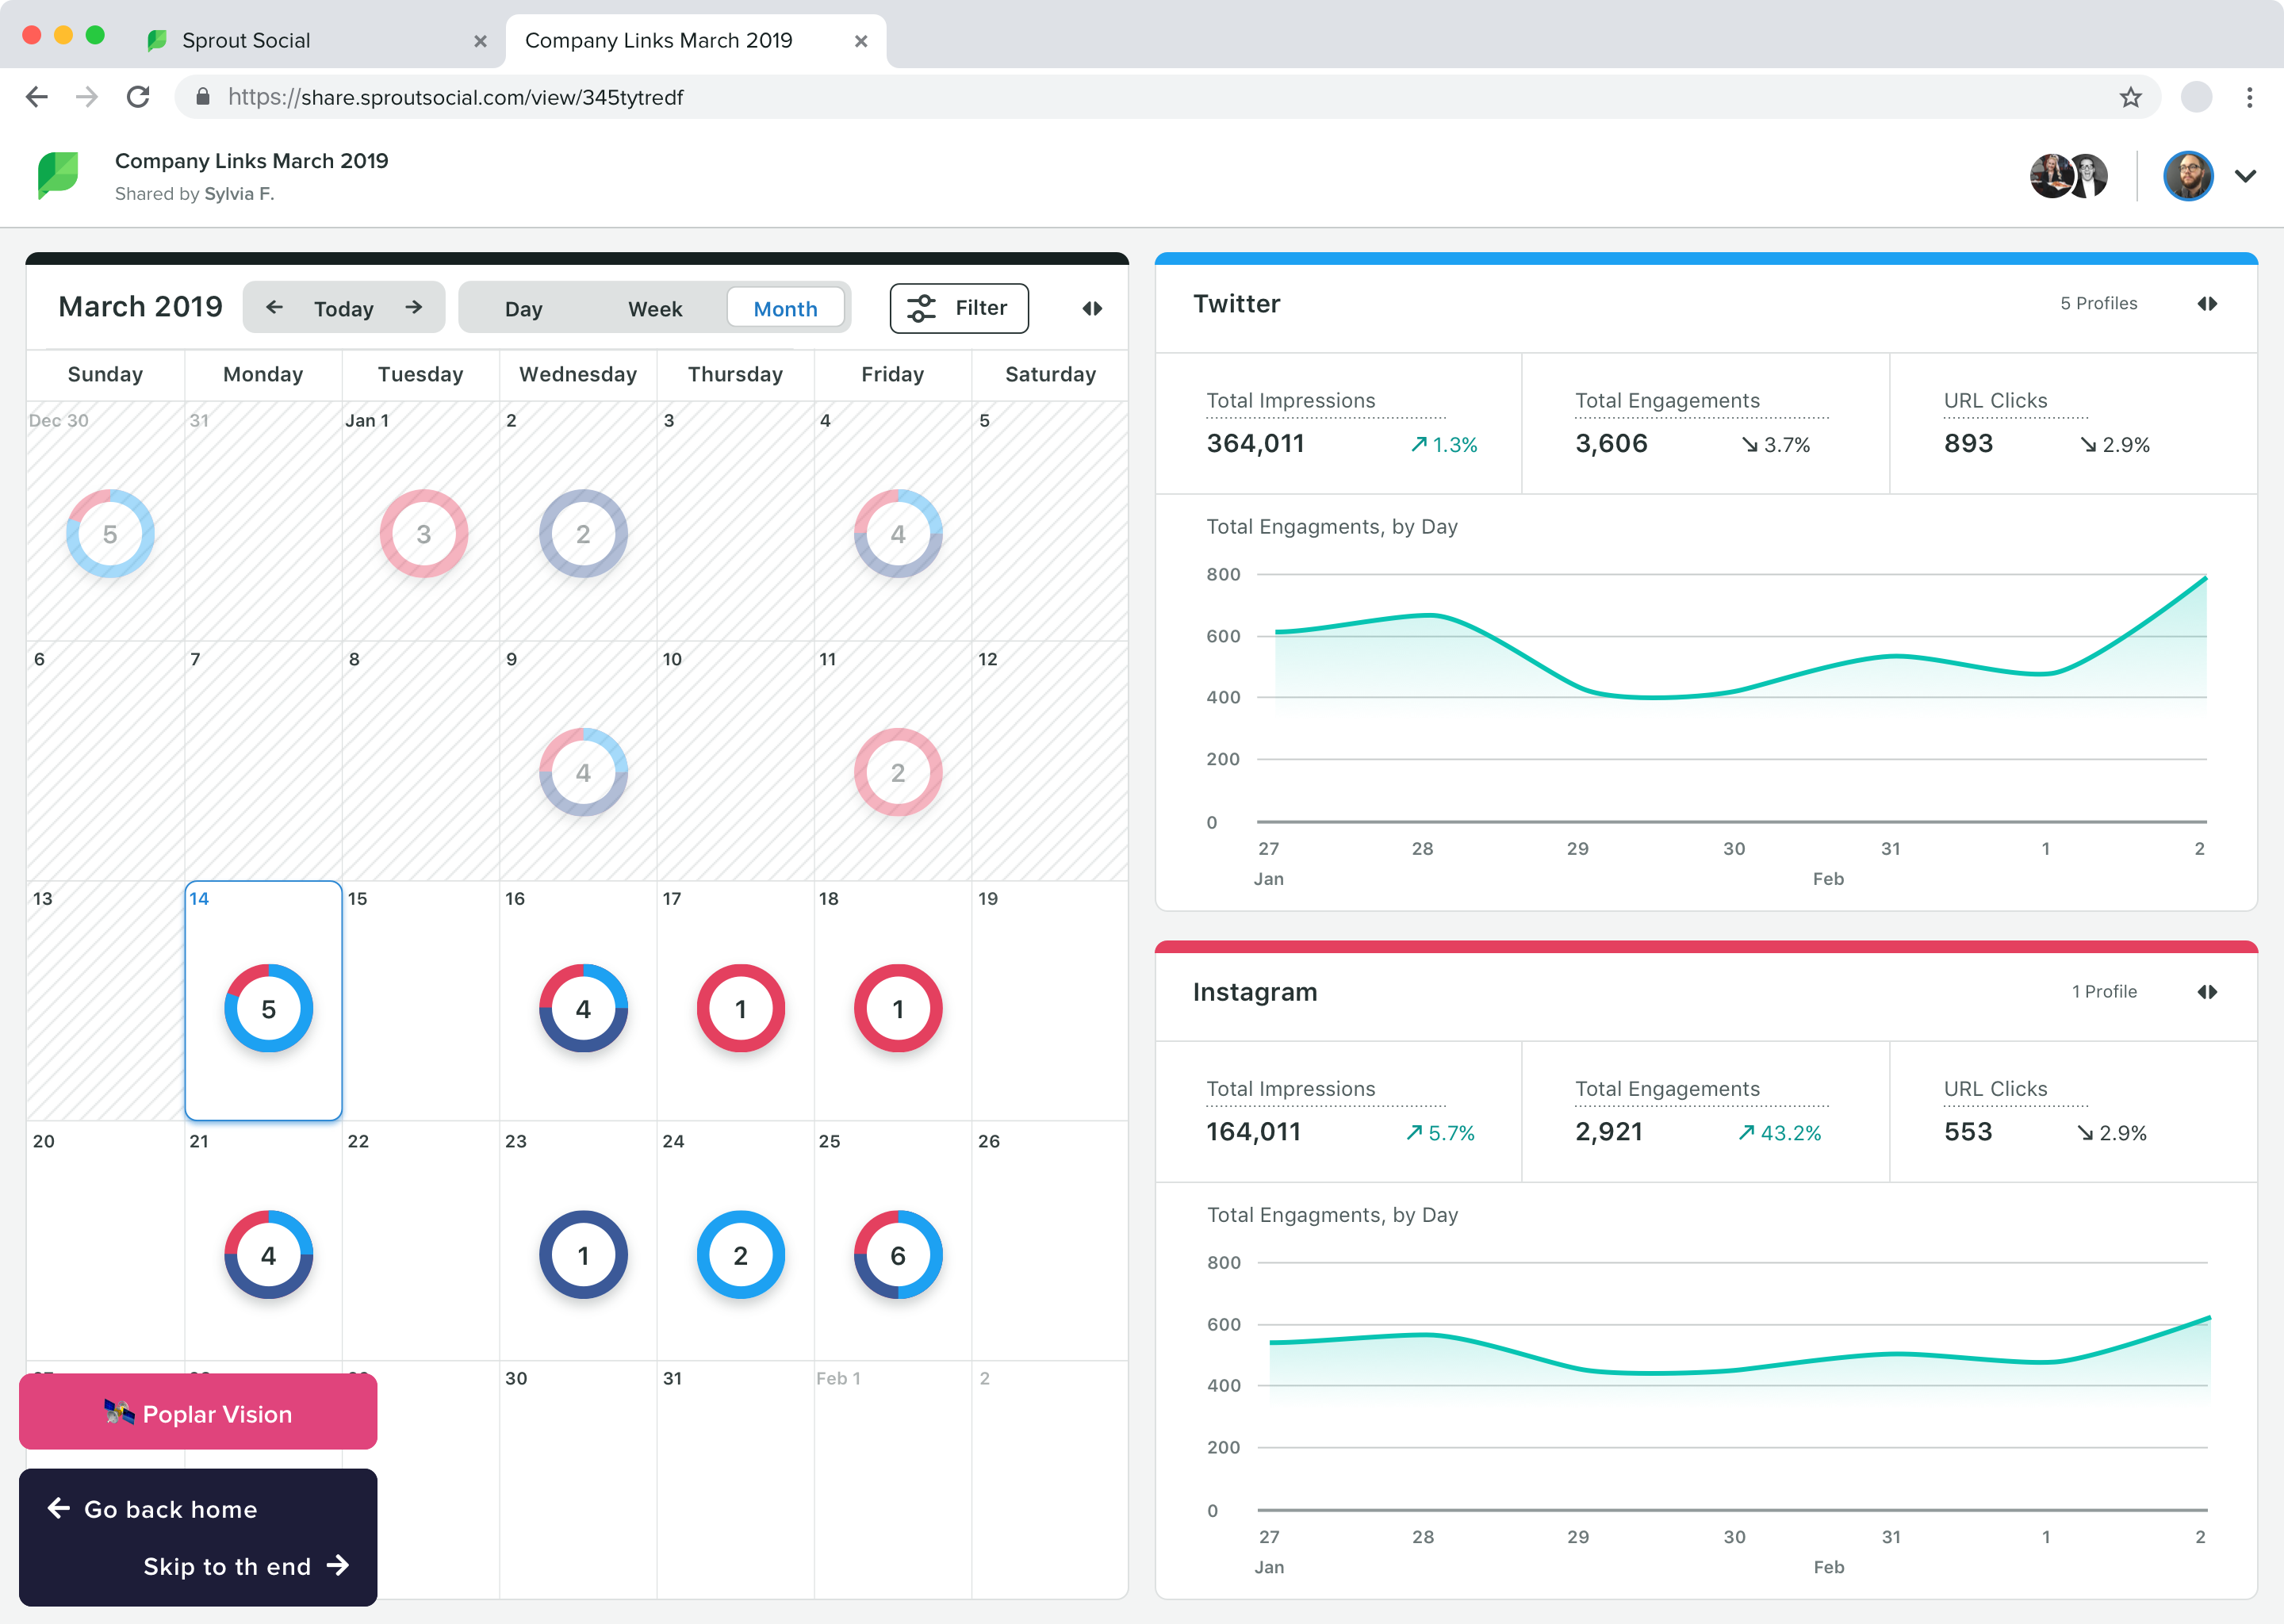 Sprout Social
Company Links March 2019
https://share.sproutsocial.com/view/345tytredf
Company Links March 2019
Shared by Sylvia F.
March 2019
Today
Day Week Month
Filter
Sunday Monday Tuesday Wednesday Thursday Friday Saturday
Dec 30 31 Jan 1 2 3 4 5
5 3 2 4
6 7 8 9 10 11 12
4 2
13 14 15 16 17 18 19
5 4 1 1
20 21 22 23 24 25 26
4 1 2 6
30 31 Feb 1 2
Poplar Vision
Go back home
Skip to th end
Twitter
5 Profiles
Total Impressions
364,011 1.3%
Total Engagements
3,606 3.7%
URL Clicks
893 2.9%
Total Engagments, by Day
800
600
400
200
0
27 28 29 30 31 1 2
Jan Feb
Instagram
1 Profile
Total Impressions
164,011 5.7%
Total Engagements
2,921 43.2%
URL Clicks
553 2.9%
Total Engagments, by Day
800
600
400
200
0
27 28 29 30 31 1 2
Jan Feb